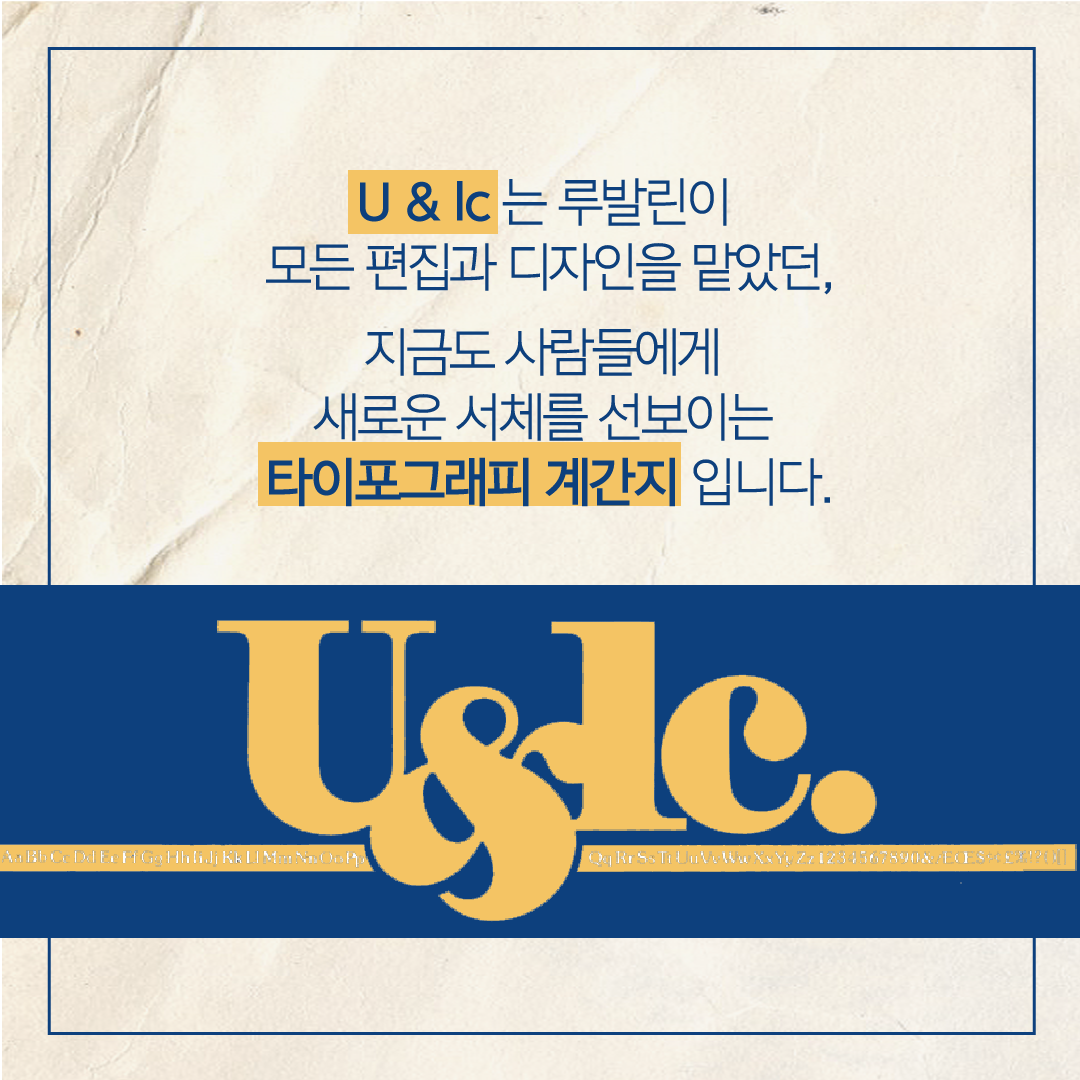 U & lc 는 루발린이
모든 편집과 디자인을 맡았던,
지금도 사람들에게
새로운 서체를 선보이는
타이포그래피 계간지 입니다.
U&lc.
AaBbCcDdEeFfGgHhIiJjKkLlMmNnOoPp
QqRrSsTtUuVvWwXxYyZz1234567890